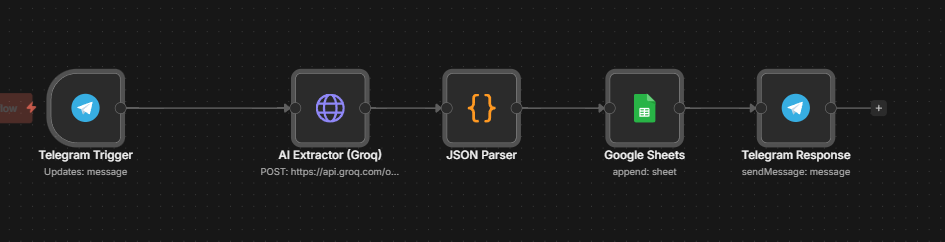 low
Telegram Trigger
Updates: message
AI Extractor (Groq)
POST: https://api.groq.com/o...
{}
JSON Parser
Google Sheets
append: sheet
Telegram Response
sendMessage: message
+